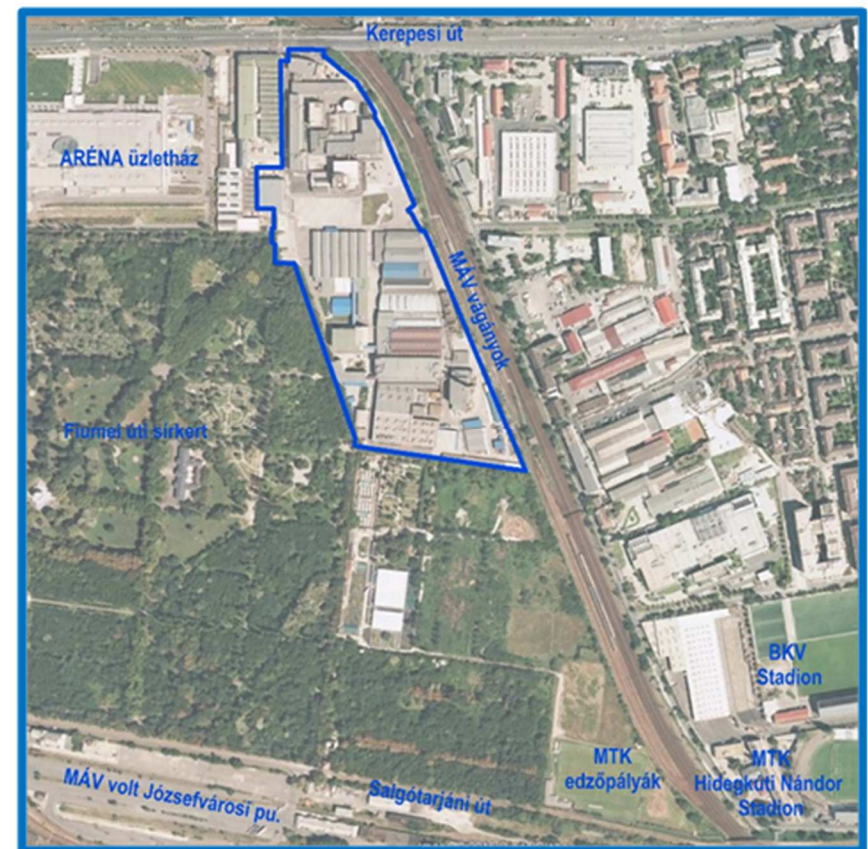 Kerepesi út
ARÉNA üzletház
MÁV vágányok
Fiumei úti sírkert
BKV
Stadion
MTK
edzőpályák
MTK
Hidegkúti Nándor
Stadion
MÁV volt Józsefvárosi pu.
Salgótarjáni út